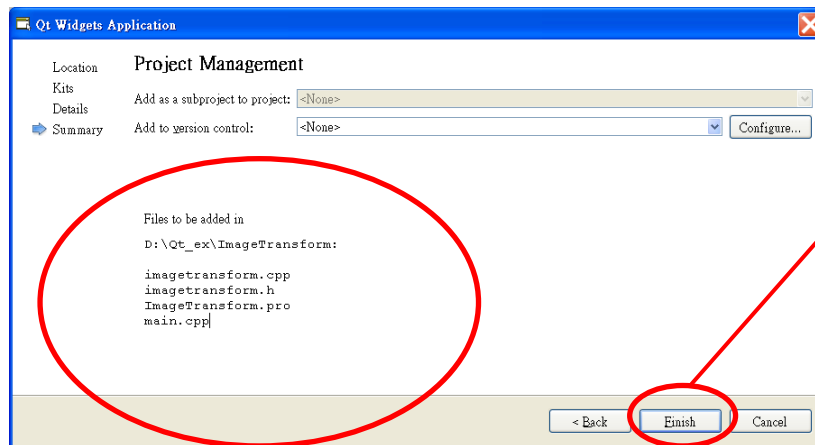 Qt Widgets Application
Location
Kits
Details
Summary
Project Management
Add as a subproject to project: <None>
Add to version control: <None> Configure...
Files to be added in
D:\Qt_ex\ImageTransform:
imagetransform.cpp
imagetransform.h
ImageTransform.pro
main.cpp
< Back Finish Cancel